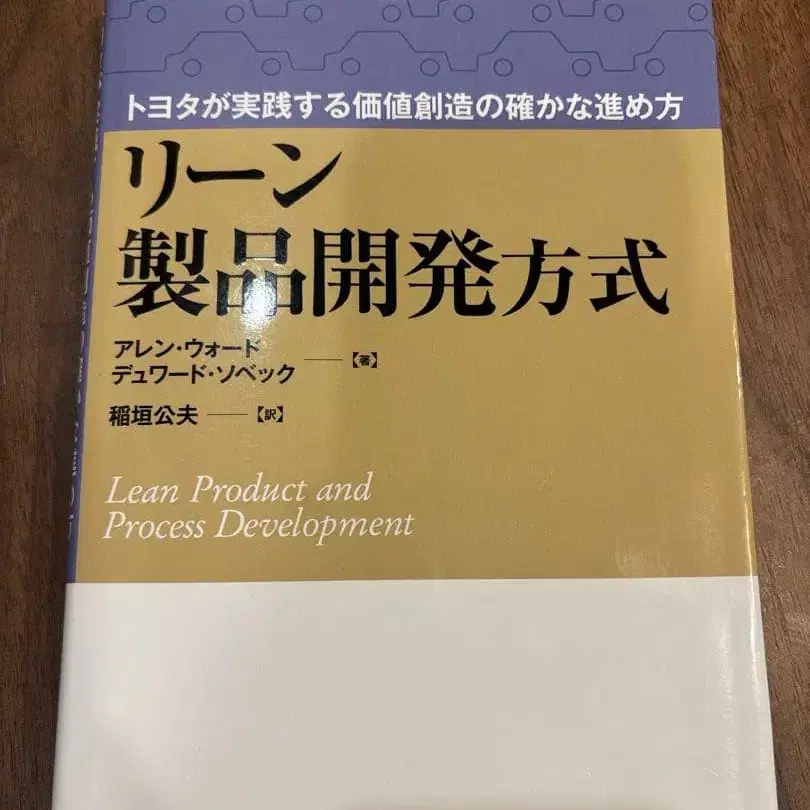 トヨタが実践する価値創造の確かな進め方
リーン
製品開発方式
アレン・ウォード
デュワード・ソベック
【著】
稲垣公夫
【訳】
Lean Product and
Process Development